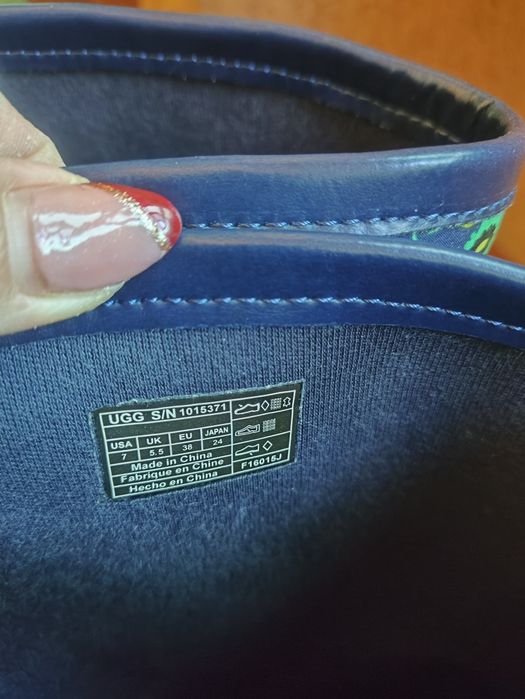 UGG S/N 1015371
USA UK EU JAPAN
7 5.5 38 24
Made in China
Fabrique en Chine
Hecho en China
F16015J